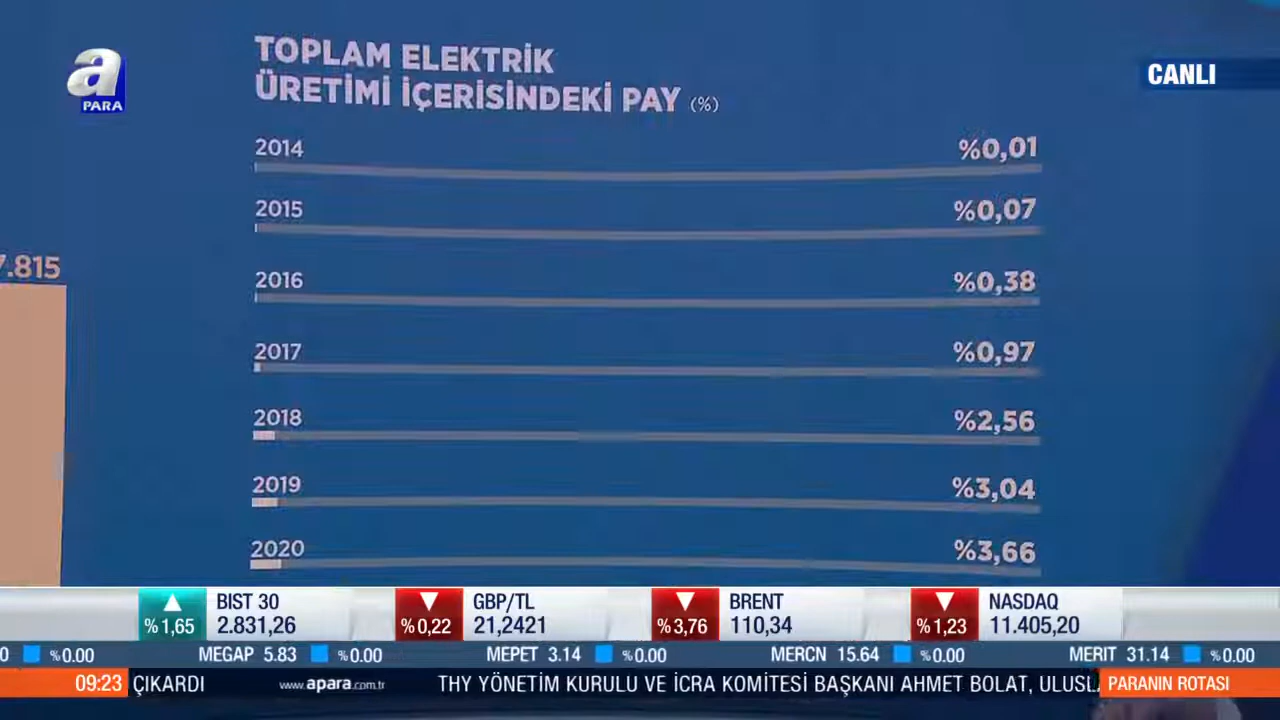 a
PARA
CANLI
TOPLAM ELEKTRİK
ÜRETİMİ İÇERİSİNDEKİ PAY (%)
2014 %0,01
2015 %0,07
2016 %0,38
2017 %0,97
2018 %2,56
2019 %3,04
2020 %3,66
7.815
%1,65 BIST 30 2.831,26
%0,22 GBP/TL 21,2421
%3,76 BRENT 110,34
%1,23 NASDAQ 11.405,20
0 %0.00 MEGAP 5.83 %0.00 MEPET 3.14 %0.00 MERCN 15.64 %0.00 MERIT 31.14 %0.00
09:23 ÇIKARDI www.apara.com.tr THY YÖNETİM KURULU VE İCRA KOMİTESİ BAŞKANI AHMET BOLAT, ULUSL PARANIN ROTASI